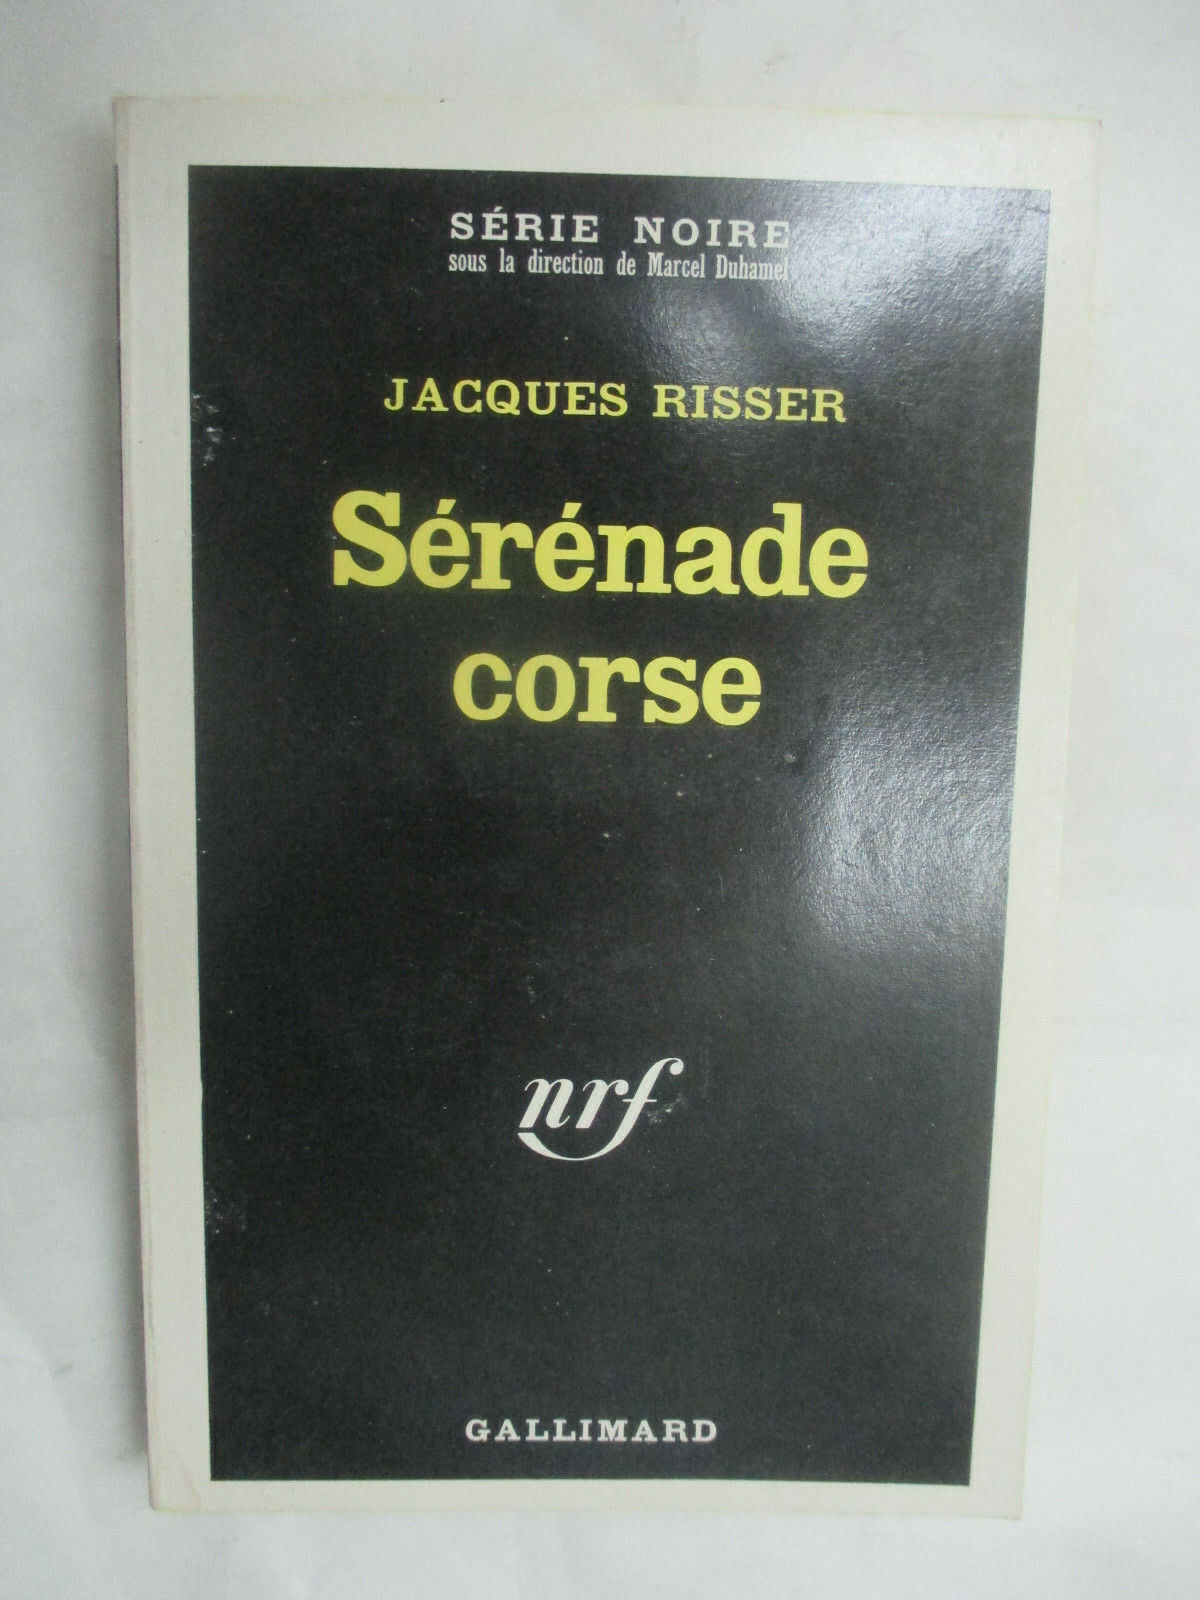 SÉRIE NOIRE
sous la direction de Marcel Duhamel
JACQUES RISSER
Sérénade
corse
nrf
GALLIMARD